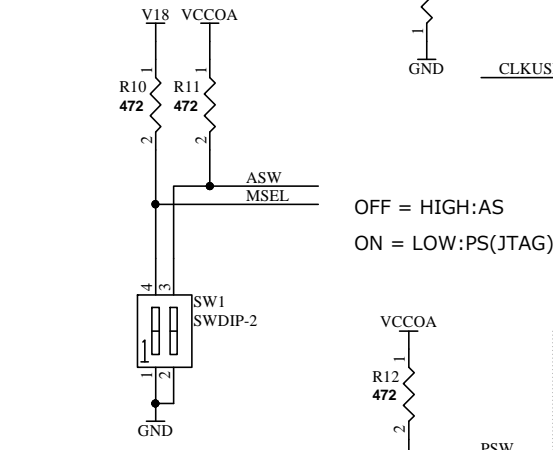 V18 VCCOA
1
GND
CLKUS
1 1
R10 R11
472 472
2 2
ASW
MSEL
OFF = HIGH:AS
ON = LOW:PS(JTAG)
4 3
SW1
SWDIP-2
1
1 2
GND
VCCOA
1
R12
472
2
PSW